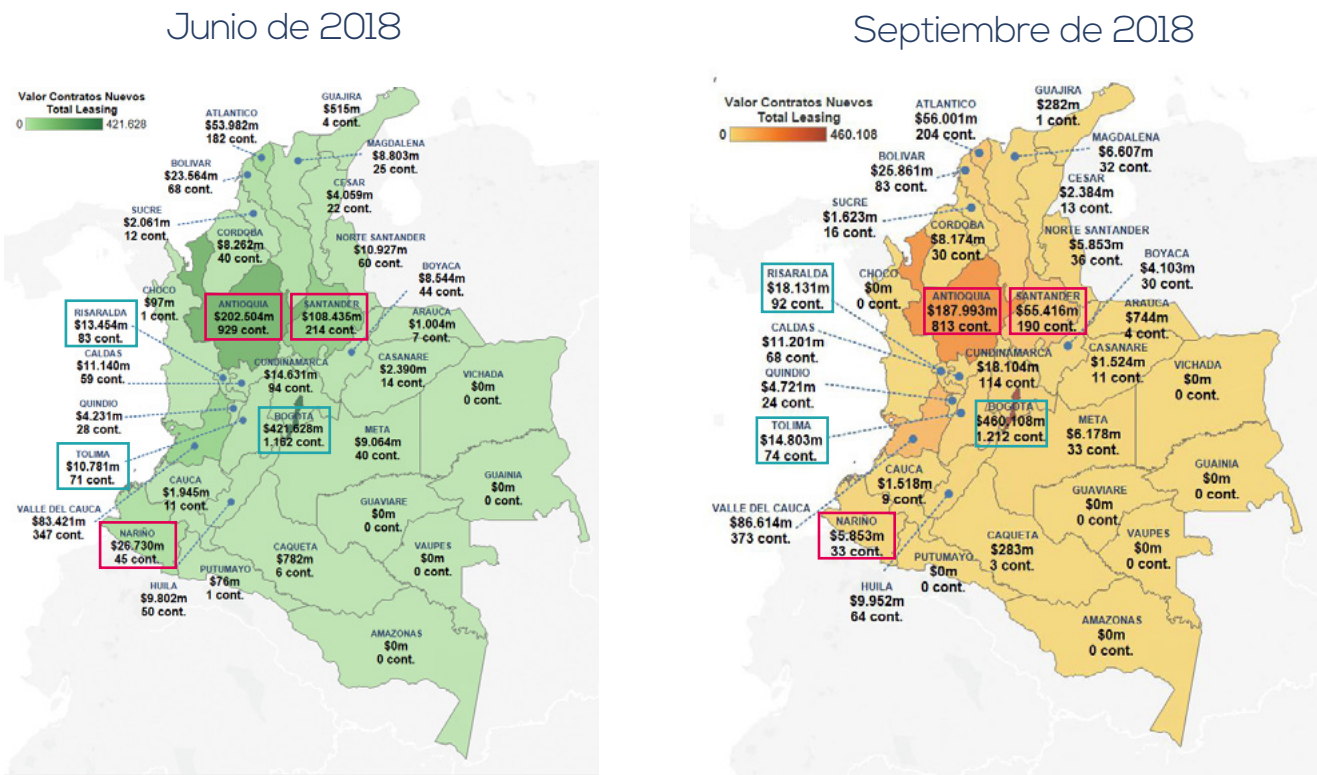 Junio de 2018
Valor Contratos Nuevos
Total Leasing
0
421.628
GUAJIRA
$515m
4 cont.
ATLANTICO
$53.982m
182 cont.
MAGDALENA
$8.803m
25 cont.
BOLIVAR
$23.564m
68 cont.
CESAR
$4.059m
22 cont.
SUCRE
$2.061m
12 cont.
CORDOBA
$8.262m
40 cont.
NORTE SANTANDER
$10.927m
60 cont.
BOYACA
$8.544m
44 cont.
CHOCO
$97m
1 cont.
ANTIOQUIA
$202.504m
929 cont.
SANTANDER
$108.435m
214 cont.
ARAUCA
$1.004m
7 cont.
RISARALDA
$13.454m
83 cont.
CALDAS
$11.140m
59 cont.
CUNDINAMARCA
$14.631m
94 cont.
CASANARE
$2.390m
14 cont.
VICHADA
$0m
0 cont.
QUINDIO
$4.231m
28 cont.
BOGOTA
$421.628m
1.162 cont.
META
$9.064m
40 cont.
TOLIMA
$10.781m
71 cont.
CAUCA
$1.945m
11 cont.
GUAINIA
$0m
0 cont.
GUAVIARE
$0m
0 cont.
VALLE DEL CAUCA
$83.421m
347 cont.
NARIÑO
$26.730m
45 cont.
CAQUETA
$782m
6 cont.
VAUPES
$0m
0 cont.
PUTUMAYO
$76m
1 cont.
HUILA
$9.802m
50 cont.
AMAZONAS
$0m
0 cont.
Septiembre de 2018
Valor Contratos Nuevos
Total Leasing
0
460.108
GUAJIRA
$282m
1 cont.
ATLANTICO
$56.001m
204 cont.
MAGDALENA
$6.607m
32 cont.
BOLIVAR
$25.861m
83 cont.
CESAR
$2.384m
13 cont.
SUCRE
$1.623m
16 cont.
CORDOBA
$8.174m
30 cont.
NORTE SANTANDER
$5.853m
36 cont.
BOYACA
$4.103m
30 cont.
RISARALDA
$18.131m
92 cont.
CHOCO
$0m
0 cont.
ANTIOQUIA
$187.993m
813 cont.
SANTANDER
$55.416m
190 cont.
ARAUCA
$744m
4 cont.
CALDAS
$11.201m
68 cont.
CUNDINAMARCA
$18.104m
114 cont.
CASANARE
$1.524m
11 cont.
VICHADA
$0m
0 cont.
QUINDIO
$4.721m
24 cont.
BOGOTA
$460.108m
1.212 cont.
META
$6.178m
33 cont.
TOLIMA
$14.803m
74 cont.
CAUCA
$1.518m
9 cont.
GUAINIA
$0m
0 cont.
GUAVIARE
$0m
0 cont.
VALLE DEL CAUCA
$86.614m
373 cont.
NARIÑO
$5.853m
33 cont.
CAQUETA
$283m
3 cont.
VAUPES
$0m
0 cont.
PUTUMAYO
$0m
0 cont.
HUILA
$9.952m
64 cont.
AMAZONAS
$0m
0 cont.